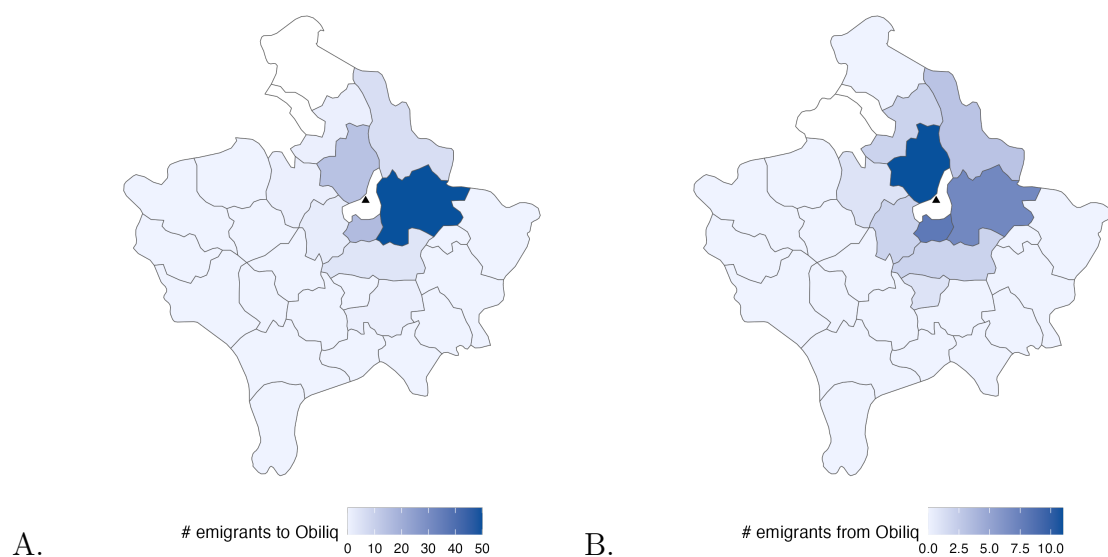 A.
# emigrants to Obiliq
0 10 20 30 40 50
B.
# emigrants from Obiliq
0.0 2.5 5.0 7.5 10.0